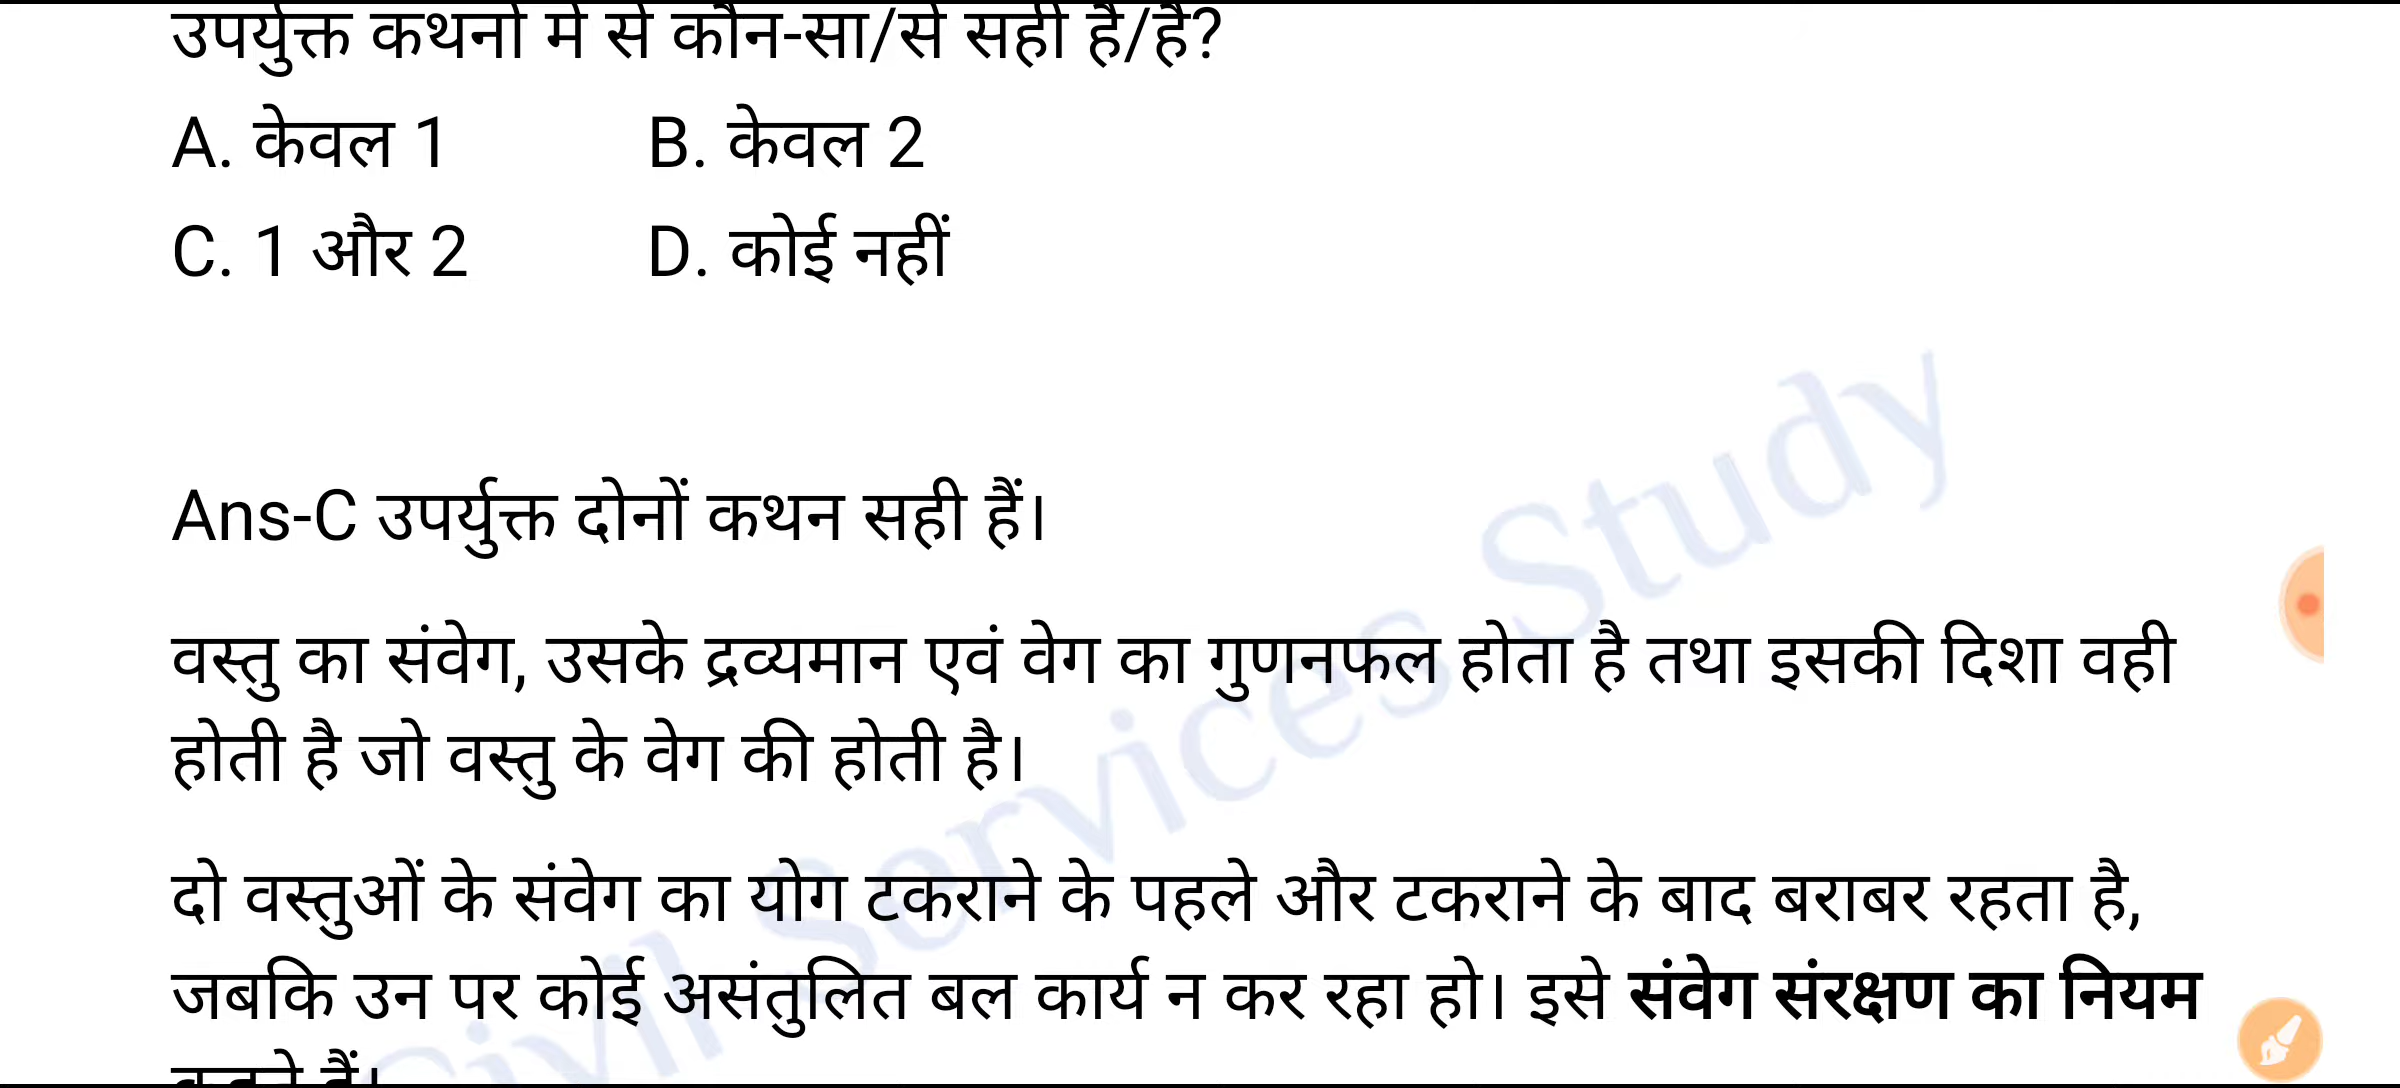 उपर्युक्त कथनों में से कौन-सा/से सही है/हैं?
A. केवल 1 B. केवल 2
C. 1 और 2 D. कोई नहीं
Ans-C उपर्युक्त दोनों कथन सही हैं।
वस्तु का संवेग, उसके द्रव्यमान एवं वेग का गुणनफल होता है तथा इसकी दिशा वही
होती है जो वस्तु के वेग की होती है।
दो वस्तुओं के संवेग का योग टकराने के पहले और टकराने के बाद बराबर रहता है,
जबकि उन पर कोई असंतुलित बल कार्य न कर रहा हो। इसे संवेग संरक्षण का नियम
कहते हैं।
Civil Services Study